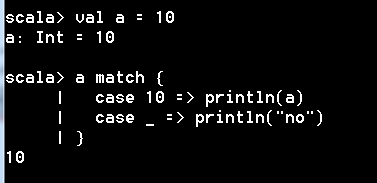 scala> val a = 10
a: Int = 10
scala> a match {
     |   case 10 => println(a)
     |   case _ => println("no")
     | }
10